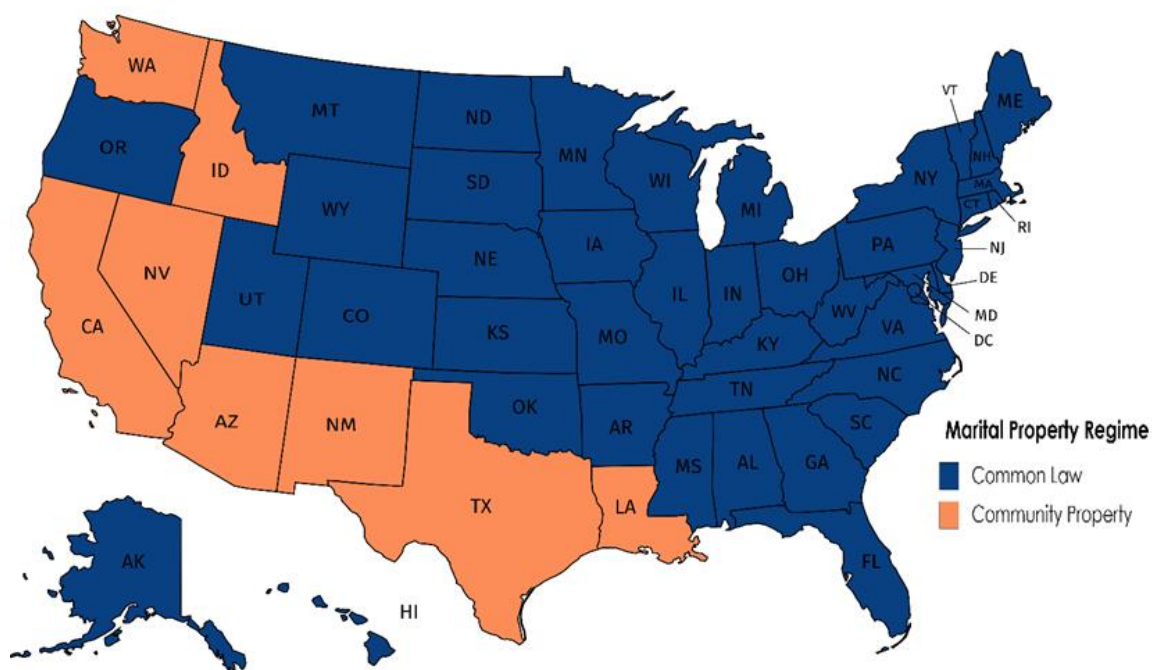 WA
MT
ND
MN
VT
ME
OR
ID
SD
WI
MI
NY
NH
MA
CT
RI
WY
IA
PA
NJ
NE
NV
UT
CO
IL
IN
OH
DE
MD
DC
CA
KS
MO
WV
VA
KY
NC
TN
AZ
NM
OK
AR
SC
MS
AL
GA
TX
LA
FL
AK
HI
Marital Property Regime
Common Law
Community Property